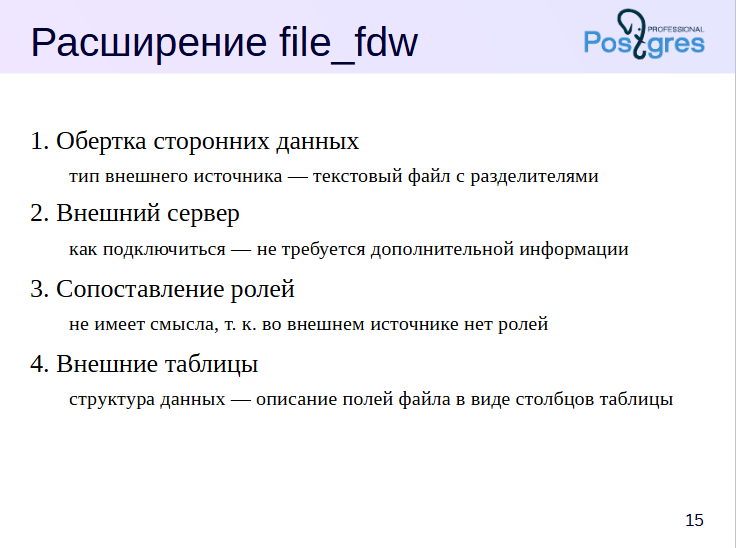 Расширение file_fdw
PROFESSIONAL
Postgres
1. Обертка сторонних данных
тип внешнего источника — текстовый файл с разделителями
2. Внешний сервер
как подключиться — не требуется дополнительной информации
3. Сопоставление ролей
не имеет смысла, т. к. во внешнем источнике нет ролей
4. Внешние таблицы
структура данных — описание полей файла в виде столбцов таблицы
15